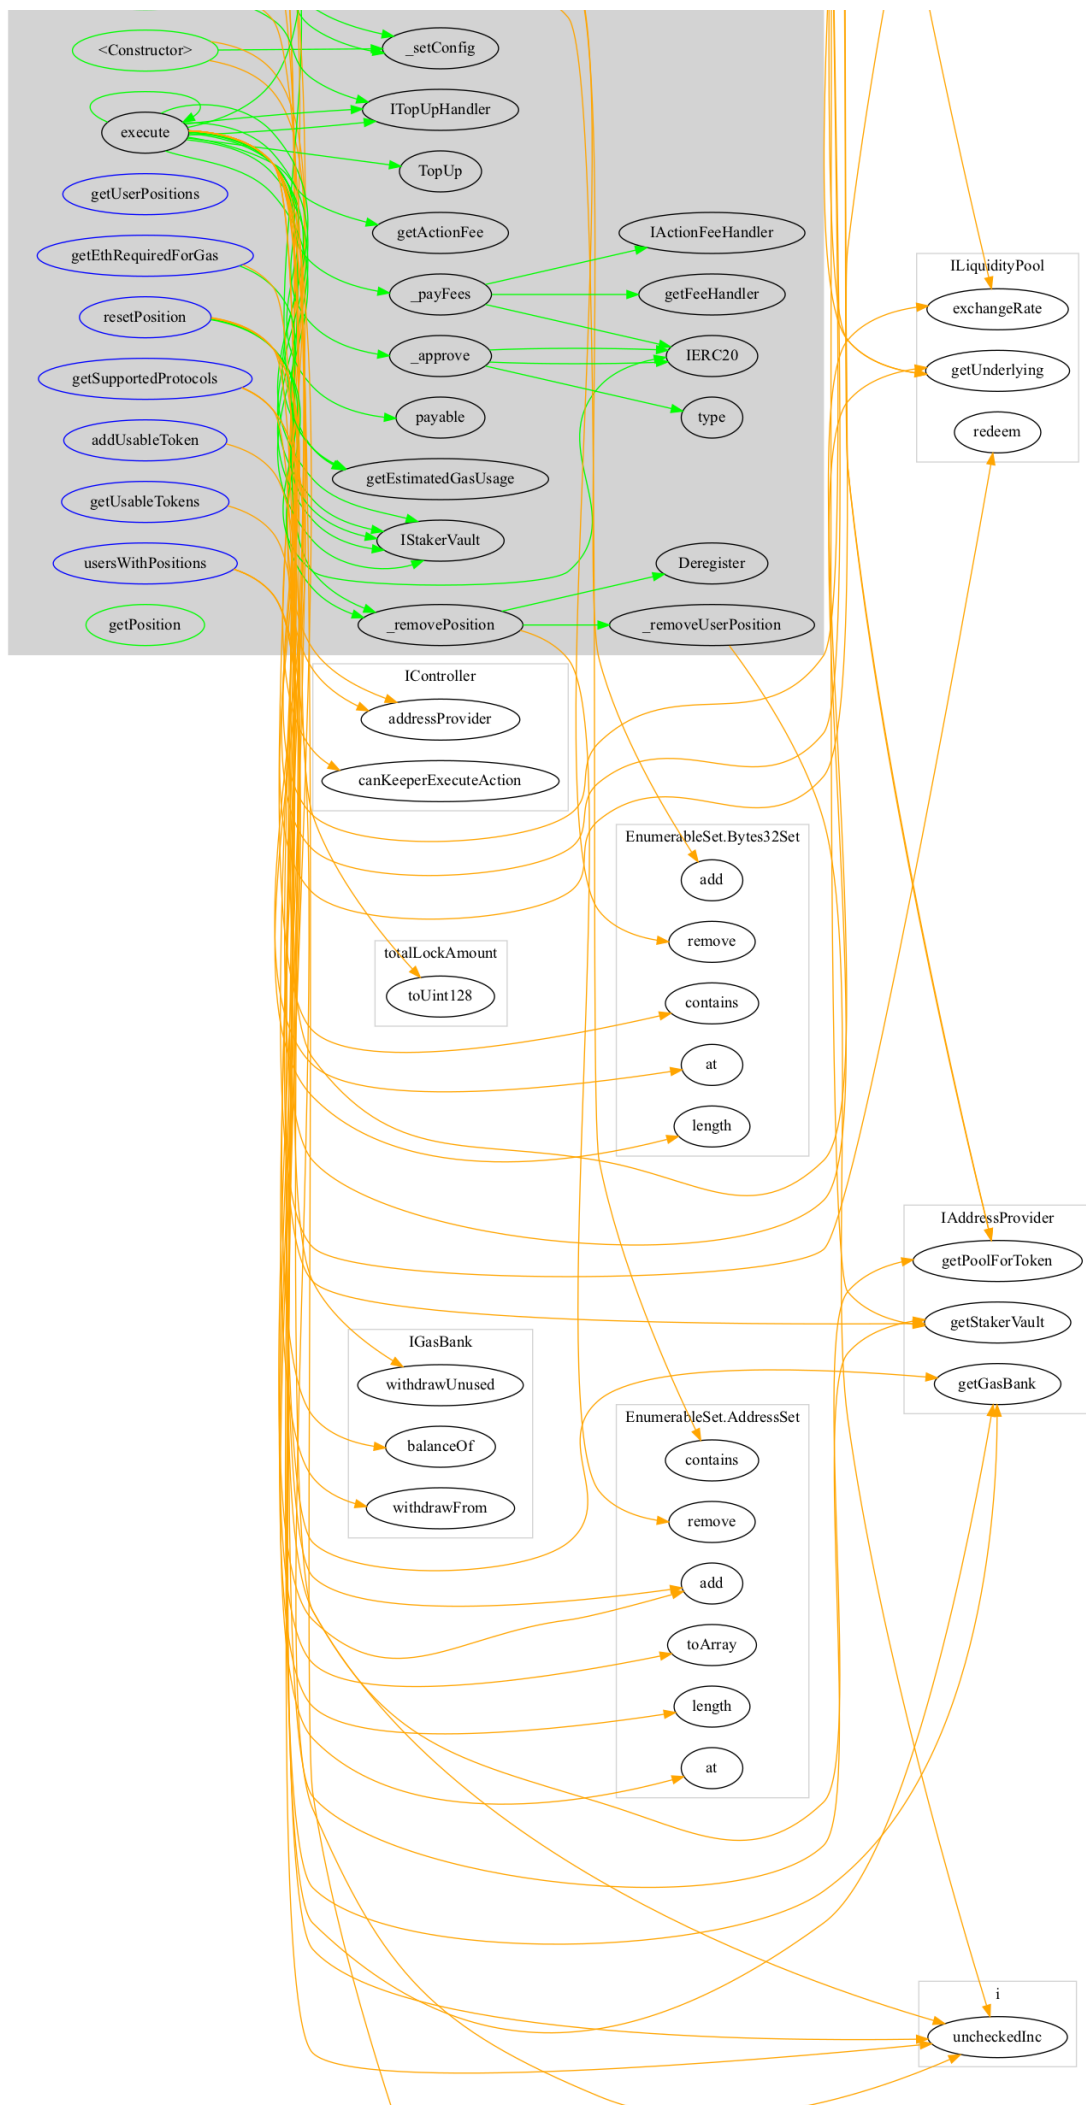 <Constructor>
execute
getUserPositions
getEthRequiredForGas
resetPosition
getSupportedProtocols
addUsableToken
getUsableTokens
usersWithPositions
getPosition
_setConfig
ITopUpHandler
TopUp
getActionFee
_payFees
_approve
payable
getEstimatedGasUsage
IStakerVault
_removePosition
IActionFeeHandler
getFeeHandler
IERC20
type
Deregister
_removeUserPosition
ILiquidityPool
exchangeRate
getUnderlying
redeem
IController
addressProvider
canKeeperExecuteAction
EnumerableSet.Bytes32Set
add
remove
contains
at
length
totalLockAmount
toUint128
IAddressProvider
getPoolForToken
getStakerVault
getGasBank
IGasBank
withdrawUnused
balanceOf
withdrawFrom
EnumerableSet.AddressSet
contains
remove
add
toArray
length
at
i
uncheckedInc